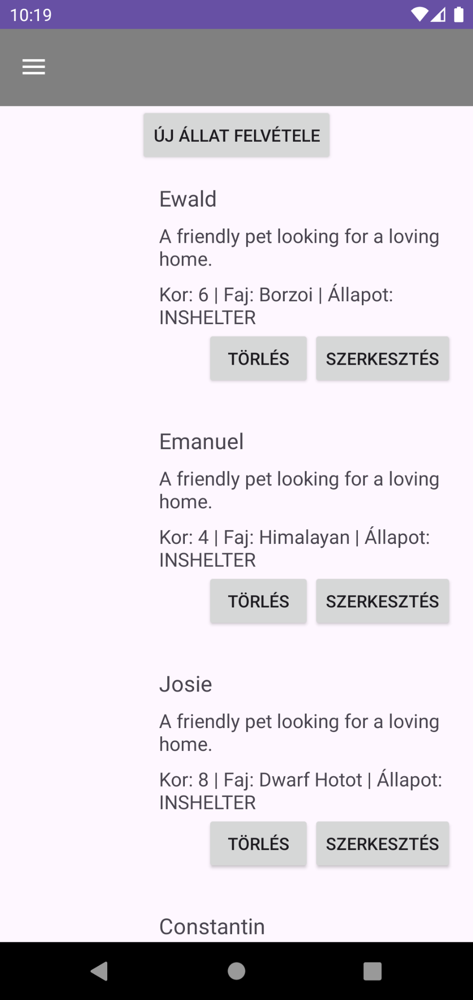 10:19
ÚJ ÁLLAT FELVÉTELE
Ewald
A friendly pet looking for a loving
home.
Kor: 6 | Faj: Borzoi | Állapot:
INSHELTER
TÖRLÉS SZERKESZTÉS
Emanuel
A friendly pet looking for a loving
home.
Kor: 4 | Faj: Himalayan | Állapot:
INSHELTER
TÖRLÉS SZERKESZTÉS
Josie
A friendly pet looking for a loving
home.
Kor: 8 | Faj: Dwarf Hotot | Állapot:
INSHELTER
TÖRLÉS SZERKESZTÉS
Constantin